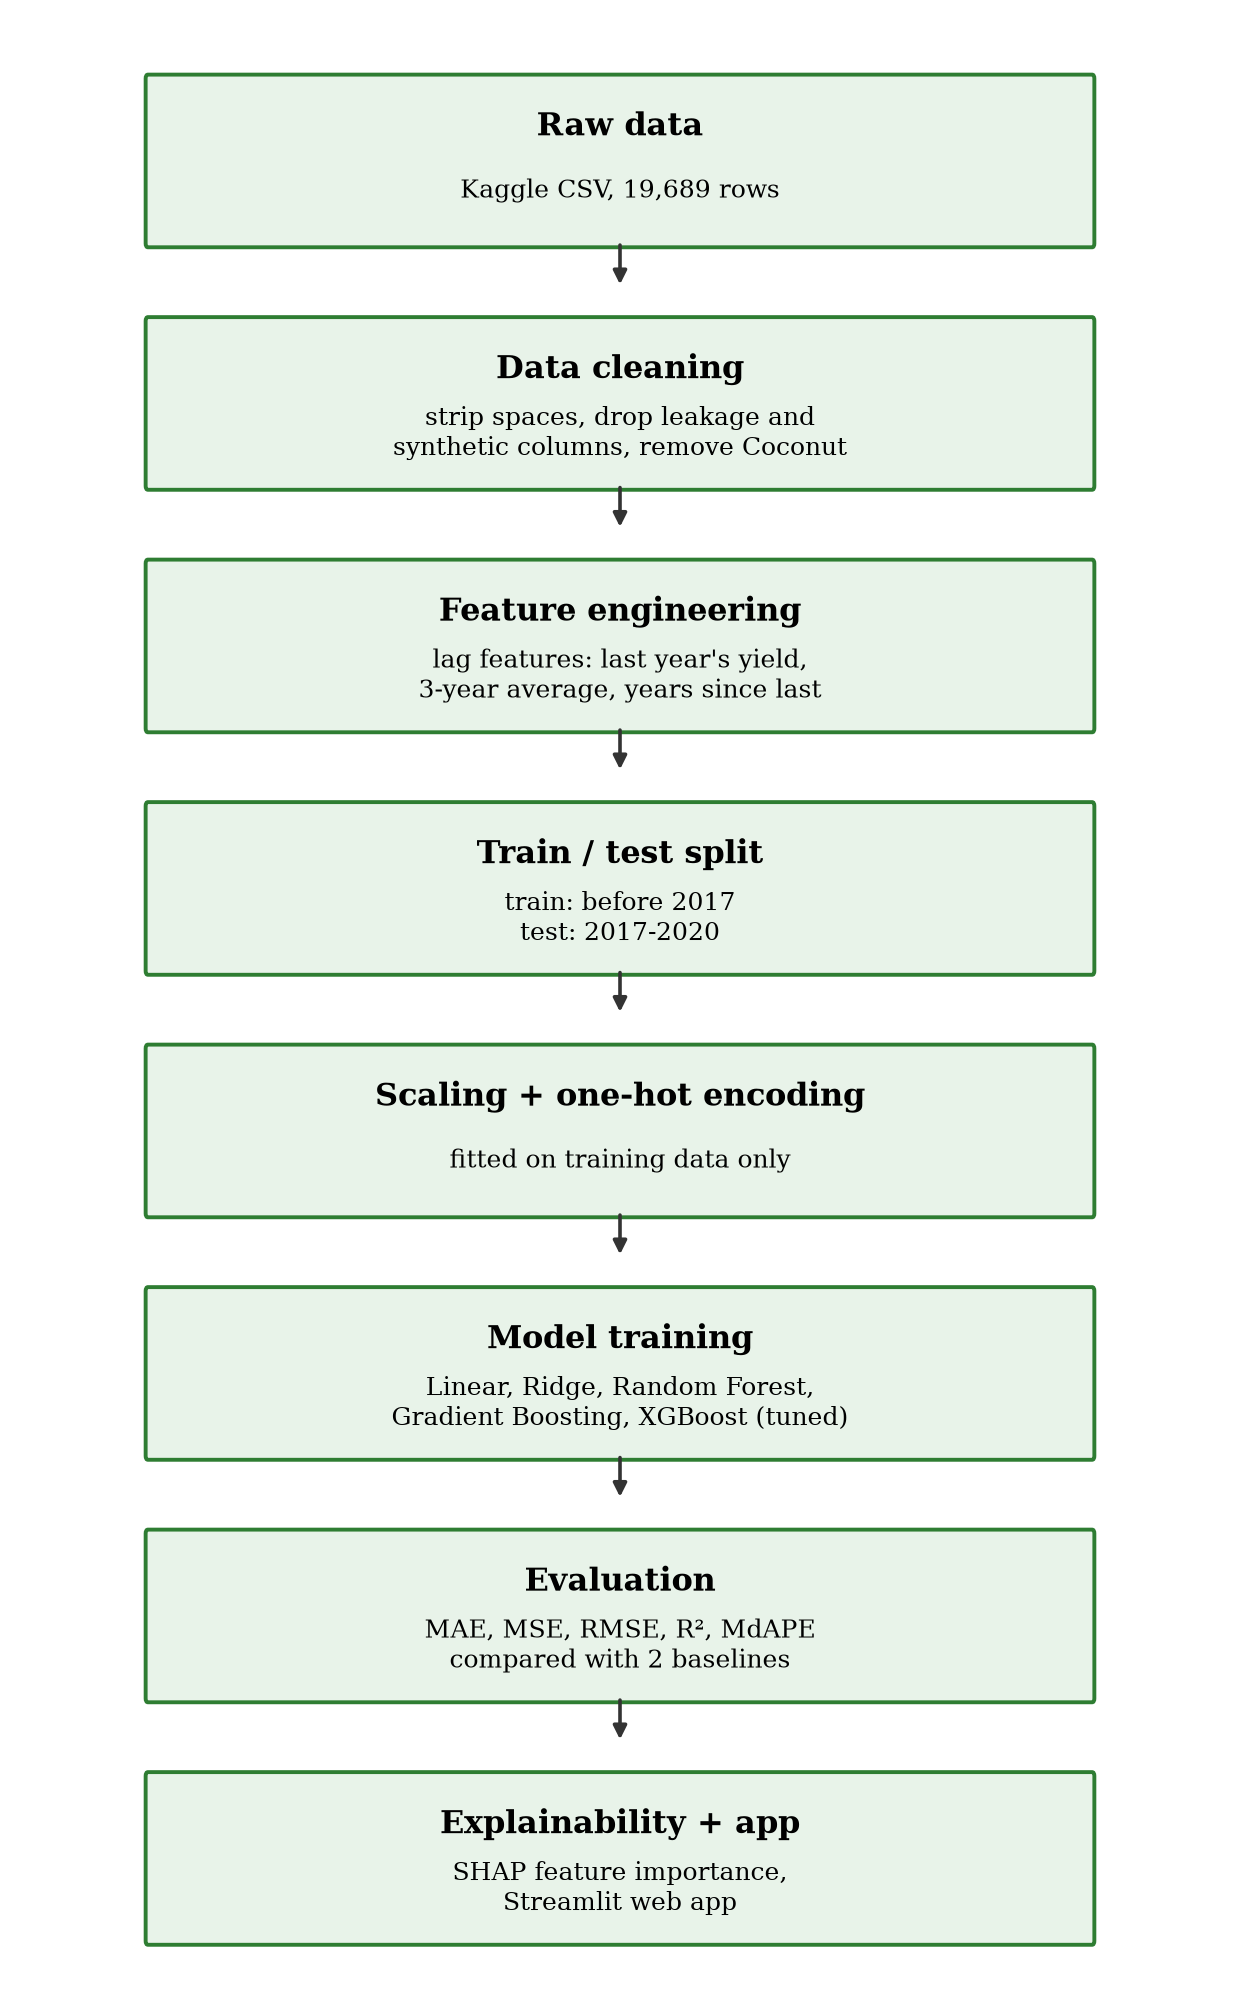 Raw data
Kaggle CSV, 19,689 rows
Data cleaning
strip spaces, drop leakage and
synthetic columns, remove Coconut
Feature engineering
lag features: last year's yield,
3-year average, years since last
Train / test split
train: before 2017
test: 2017-2020
Scaling + one-hot encoding
fitted on training data only
Model training
Linear, Ridge, Random Forest,
Gradient Boosting, XGBoost (tuned)
Evaluation
MAE, MSE, RMSE, R², MdAPE
compared with 2 baselines
Explainability + app
SHAP feature importance,
Streamlit web app